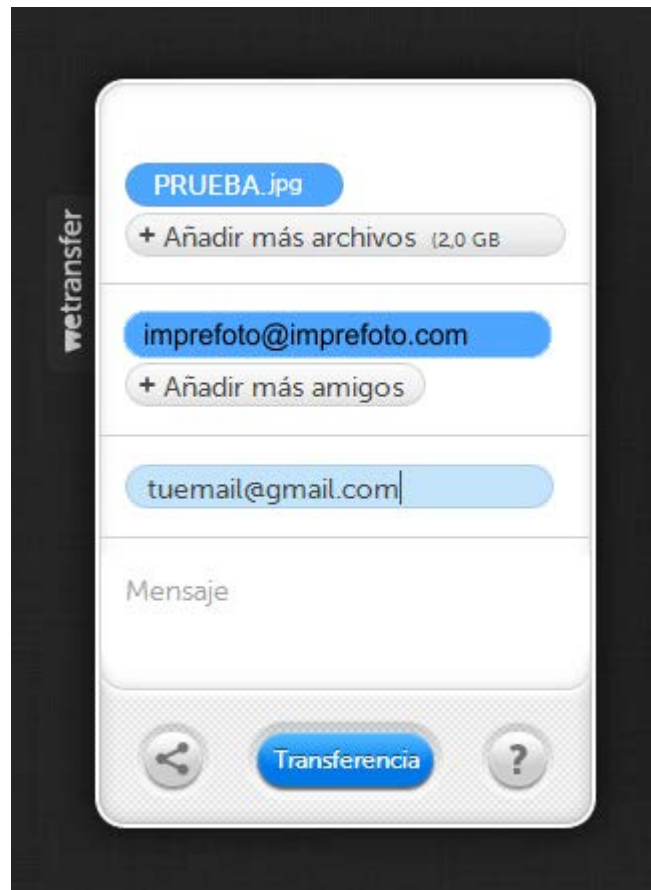 wetransfer
PRUEBA.jpg
+ Añadir más archivos (2,0 GB
imprefoto@imprefoto.com
+ Añadir más amigos
tuemail@gmail.com
Mensaje
Transferencia
?